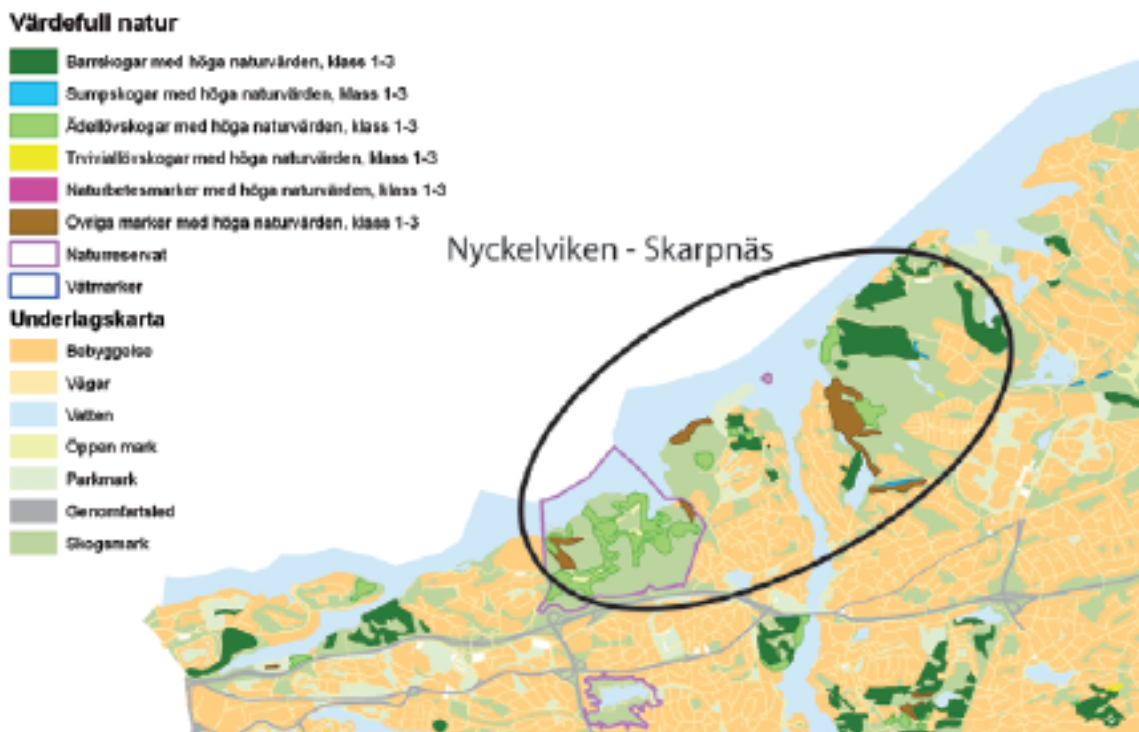 Värdefull natur
Barrskogar med höga naturvärden, klass 1-3
Sumpskogar med höga naturvärden, klass 1-3
Ädellövskogar med höga naturvärden, klass 1-3
Trviviallövskogar med höga naturvärden, klass 1-3
Naturbetesmarker med höga naturvärden, klass 1-3
Övriga marker med höga naturvärden, klass 1-3
Naturreservat
Våtmarker
Underlagskarta
Bebyggelse
Vägar
Vatten
Öppen mark
Parkmark
Genomfartsled
Skogsmark
Nyckelviken - Skarpnäs